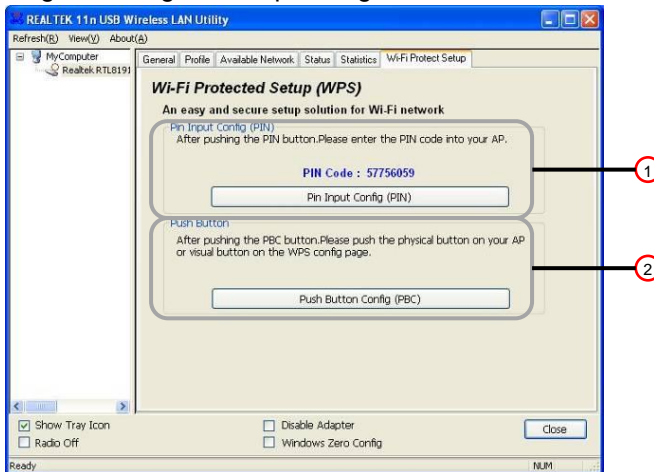 REALTEK 11n USB Wireless LAN Utility
Refresh(R) View(V) About(A)
MyComputer
Realtek RTL8191
General Profile Available Network Status Statistics Wi-Fi Protect Setup
Wi-Fi Protected Setup (WPS)
An easy and secure setup solution for Wi-Fi network
Pin Input Config (PIN)
After pushing the PIN button.Please enter the PIN code into your AP.
PIN Code : 57756059
Pin Input Config (PIN)
1
Push Button
After pushing the PBC button.Please push the physical button on your AP
or visual button on the WPS config page.
2
Push Button Config (PBC)
Show Tray Icon
Radio Off
Disable Adapter
Windows Zero Config
Close
Ready
NUM